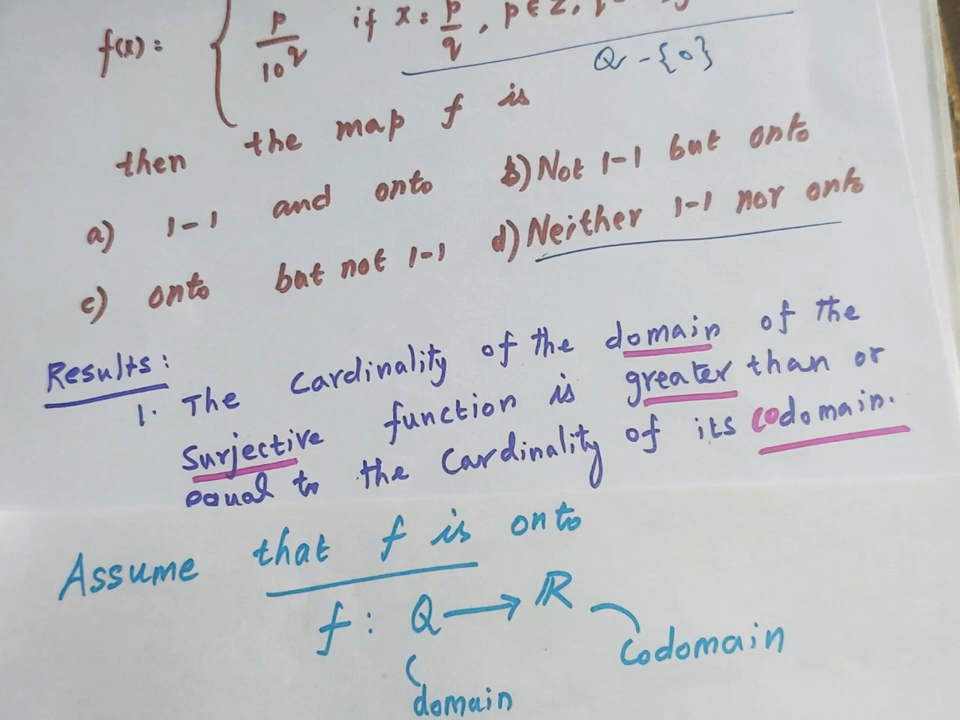 f(x) = { p/10^q if x = p/q, p ∈ Z,
Q - {0}
then the map f is
a) 1-1 and onto b) Not 1-1 but onto
c) onto but not 1-1 d) Neither 1-1 nor onto
Results:
1. The cardinality of the domain of the
Surjective function is greater than or
equal to the cardinality of its codomain.
Assume that f is onto
f : Q → R
Codomain
domain